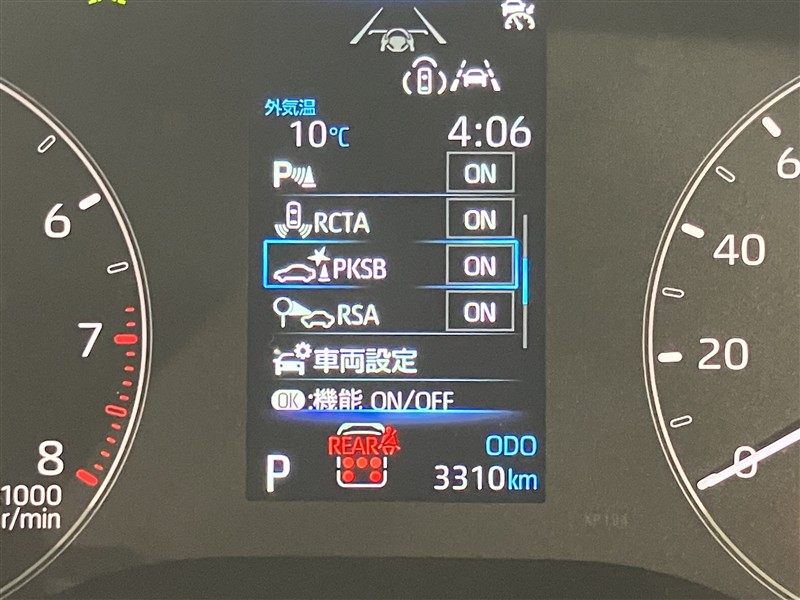 外気温
10℃ 4:06
P ON
RCTA ON
PKSB ON
RSA ON
車両設定
OK:機能 ON/OFF
REAR
P
ODO
3310km
6
7
8
1000
r/min
6
40
20
0